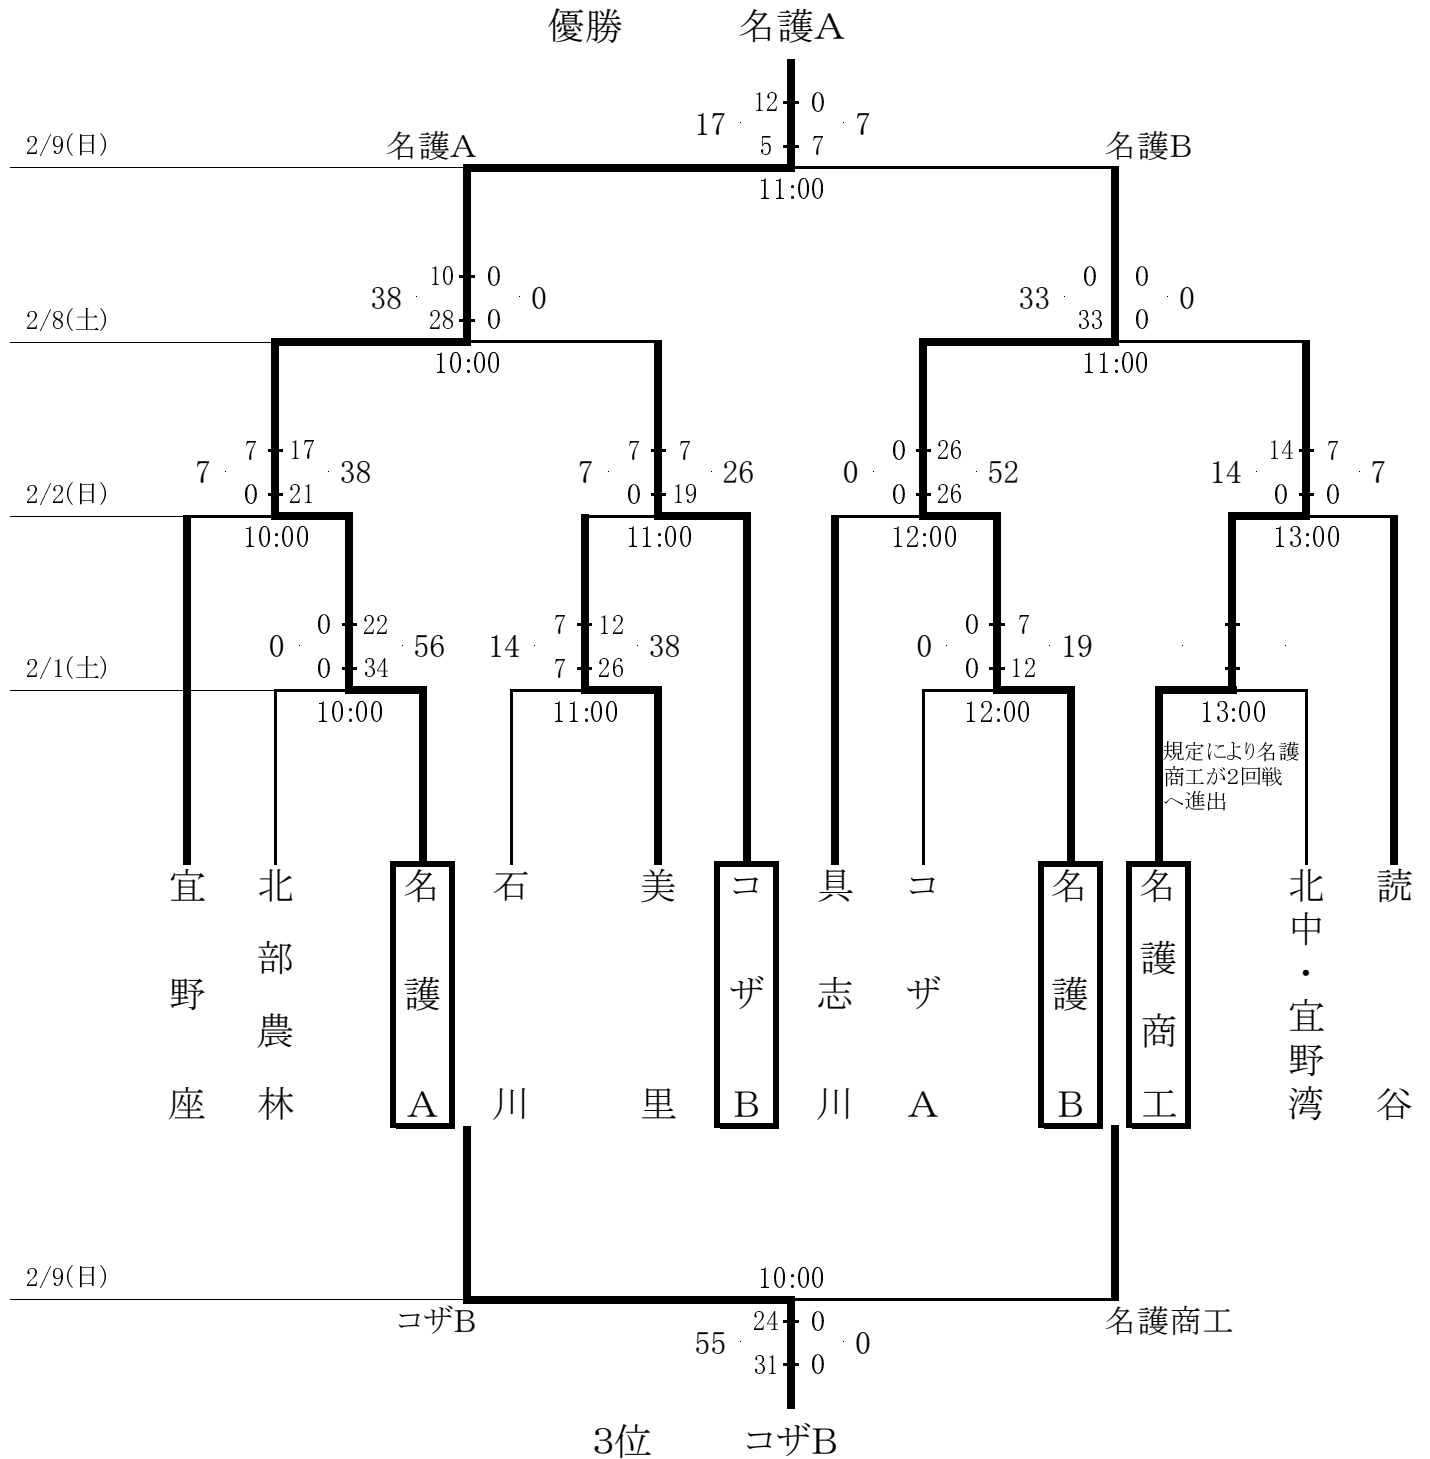 優勝 名護A
12 0
17 7
2/9(日) 名護A 5 7 名護B
11:00
10 0 0 0
38 0 33 0
2/8(土) 28 0 33 0
10:00 11:00
7 17 7 7 0 26 14 7
7 38 7 26 0 52 14 7
2/2(日) 0 21 0 19 0 26 0 0
10:00 11:00 12:00 13:00
0 22 7 12 0 7
0 56 14 38 0 19
2/1(土) 0 34 7 26 0 12
10:00 11:00 12:00 13:00
規定により名護
商工が2回戦
へ進出
宜野座
北部農林
名護A
石川
美里
コザB
具志川
コザA
名護B
名護商工
北中・宜野湾
読谷
2/9(日) 10:00
コザB 24 0 名護商工
55 0
31 0
3位 コザB